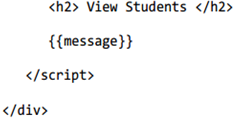 <h2> View Students </h2>
{{message}}
</script>
</div>